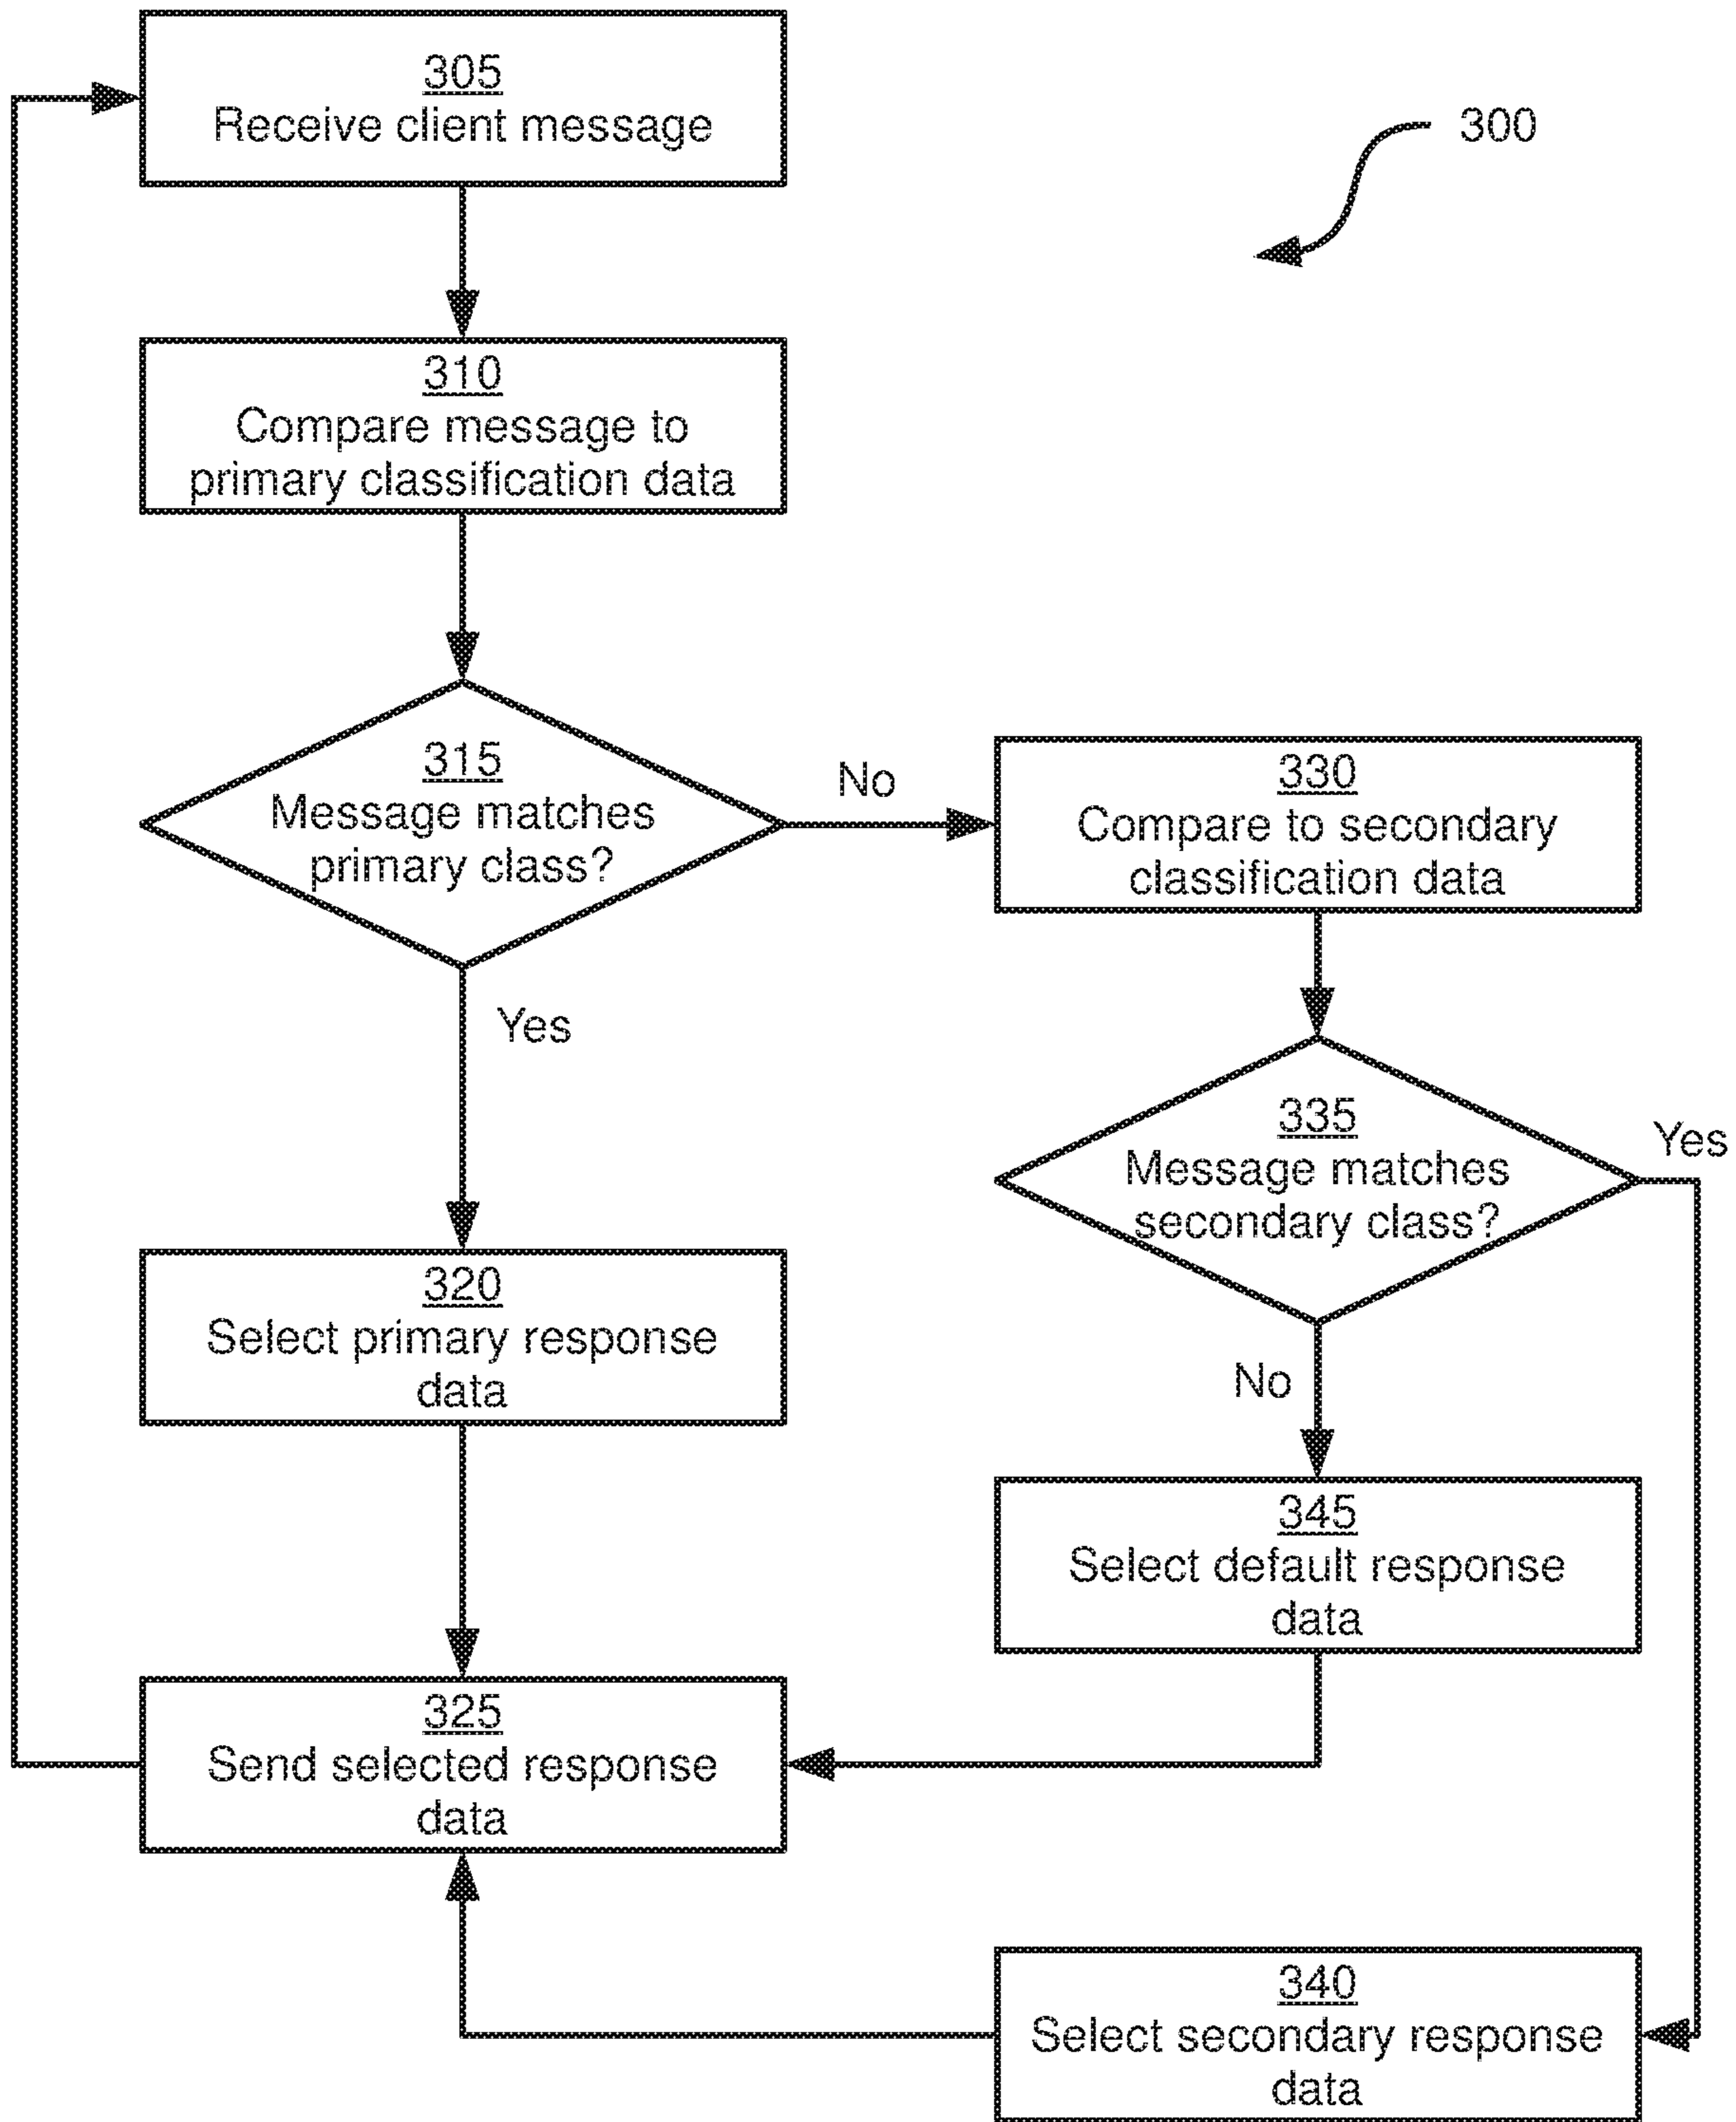 305
Receive client message
300
310
Compare message to
primary classification data
315
Message matches
primary class?
No
330
Compare to secondary
classification data
Yes
335
Message matches
secondary class?
Yes
320
Select primary response
data
No
345
Select default response
data
325
Send selected response
data
340
Select secondary response
data